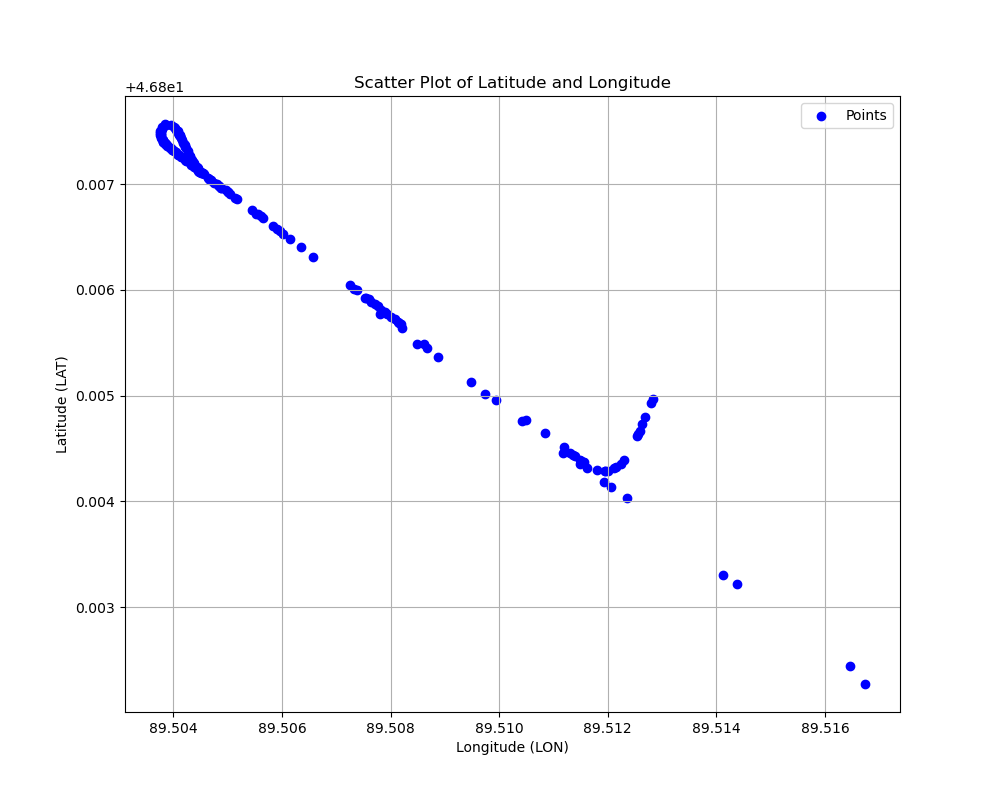 Scatter Plot of Latitude and Longitude
+4.68e1
Points
0.007
0.006
0.005
0.004
0.003
Latitude (LAT)
89.504 89.506 89.508 89.510 89.512 89.514 89.516
Longitude (LON)